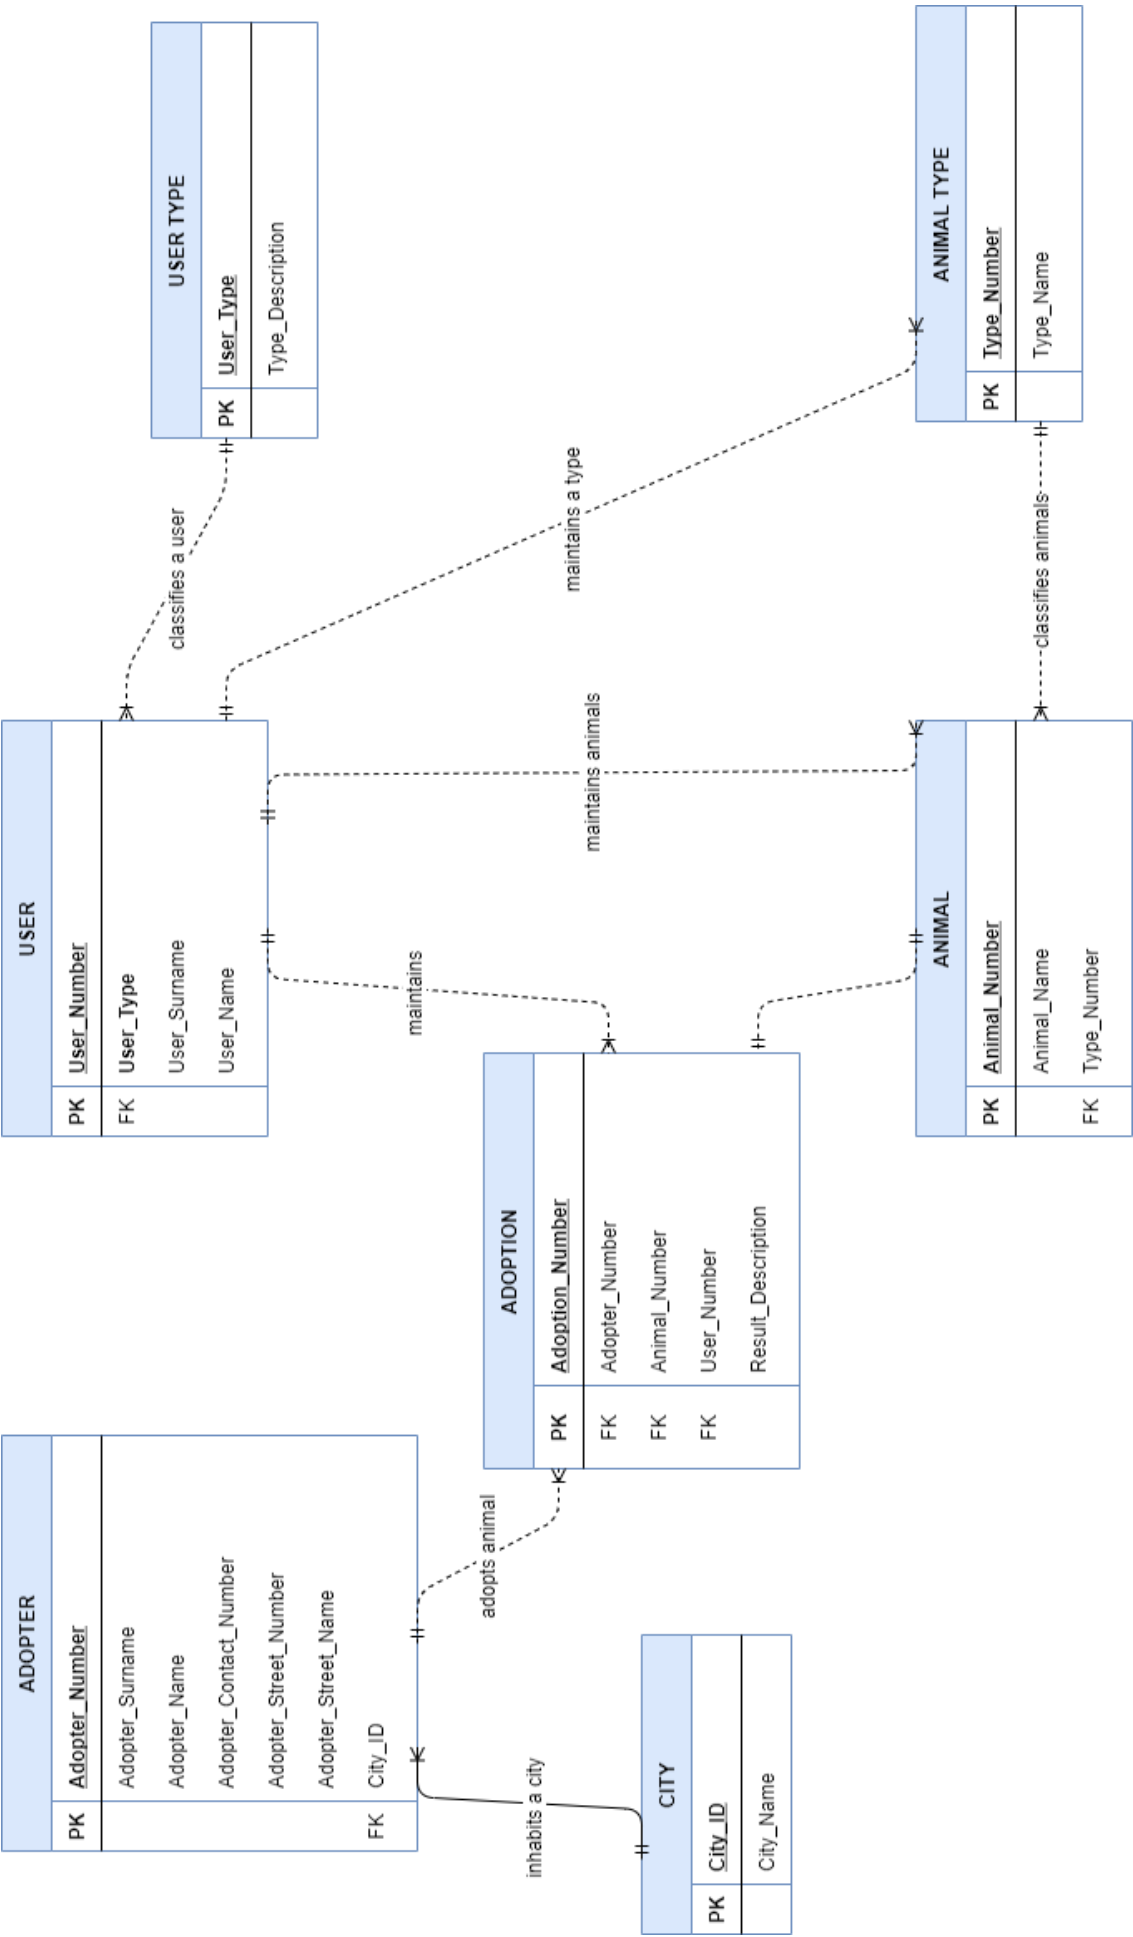 ADOPTER
PK Adopter_Number
Adopter_Surname
Adopter_Name
Adopter_Contact_Number
Adopter_Street_Number
Adopter_Street_Name
FK City_ID
USER
PK User_Number
FK User_Type
User_Surname
User_Name
classifies a user
USER TYPE
PK User_Type
Type_Description
inhabits a city
adopts animal
maintains
maintains animals
maintains a type
CITY
PK City_ID
City_Name
ADOPTION
PK Adoption_Number
FK Adopter_Number
FK Animal_Number
FK User_Number
Result_Description
ANIMAL
PK Animal_Number
Animal_Name
FK Type_Number
classifies animals
ANIMAL TYPE
PK Type_Number
Type_Name